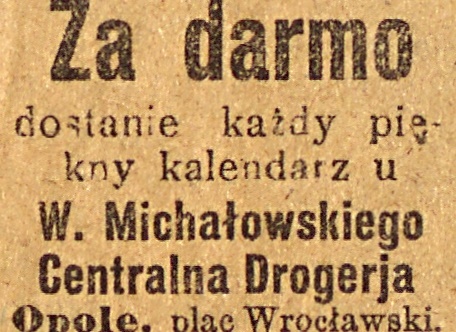 Za darmo
dostanie każdy pię-
kny kalendarz u
W. Michałowskiego
Centralna Drogerja
Opole, plac Wrocławski.